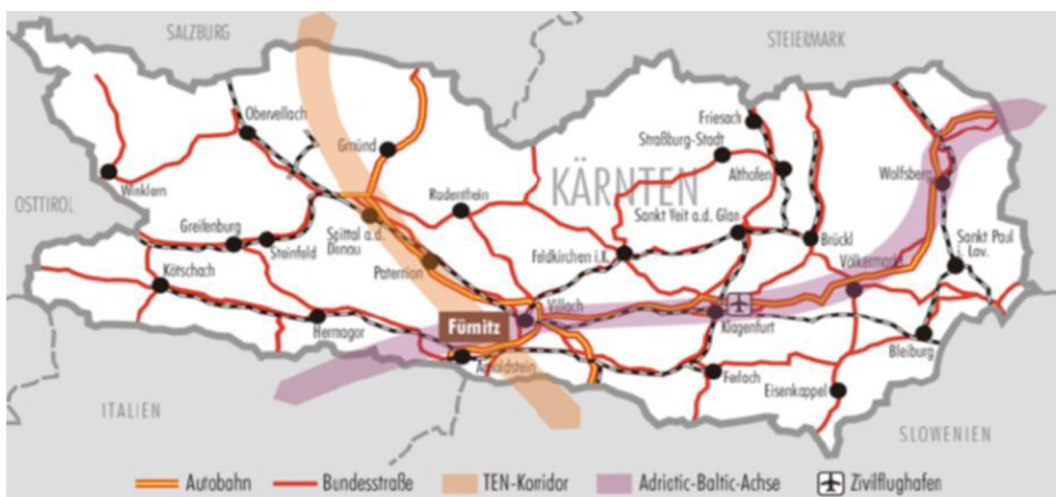 SALZBURG
STEIERMARK
Obervellach
Friesach
Gmünd
Straßburg-Stadt
KÄRNTEN
Althofen
Winklern
Radenthein
Wolfsberg
OSTTIROL
Greifenburg
Sankt Veit a.d. Glan
Steinfeld
Spittal a.d.
Donau
Brückl
Sankt Paul
i. Lav.
Kötschach
Paternion
Feldkirchen i.K.
Völkermarkt
Villach
Hermagor
Fürnitz
Klagenfurt
Arnoldstein
Bleiburg
Ferlach
Eisenkappel
ITALIEN
SLOWENIEN
Autobahn
Bundesstraße
TEN-Korridor
Adriatic-Baltic-Achse
Zivilflughafen